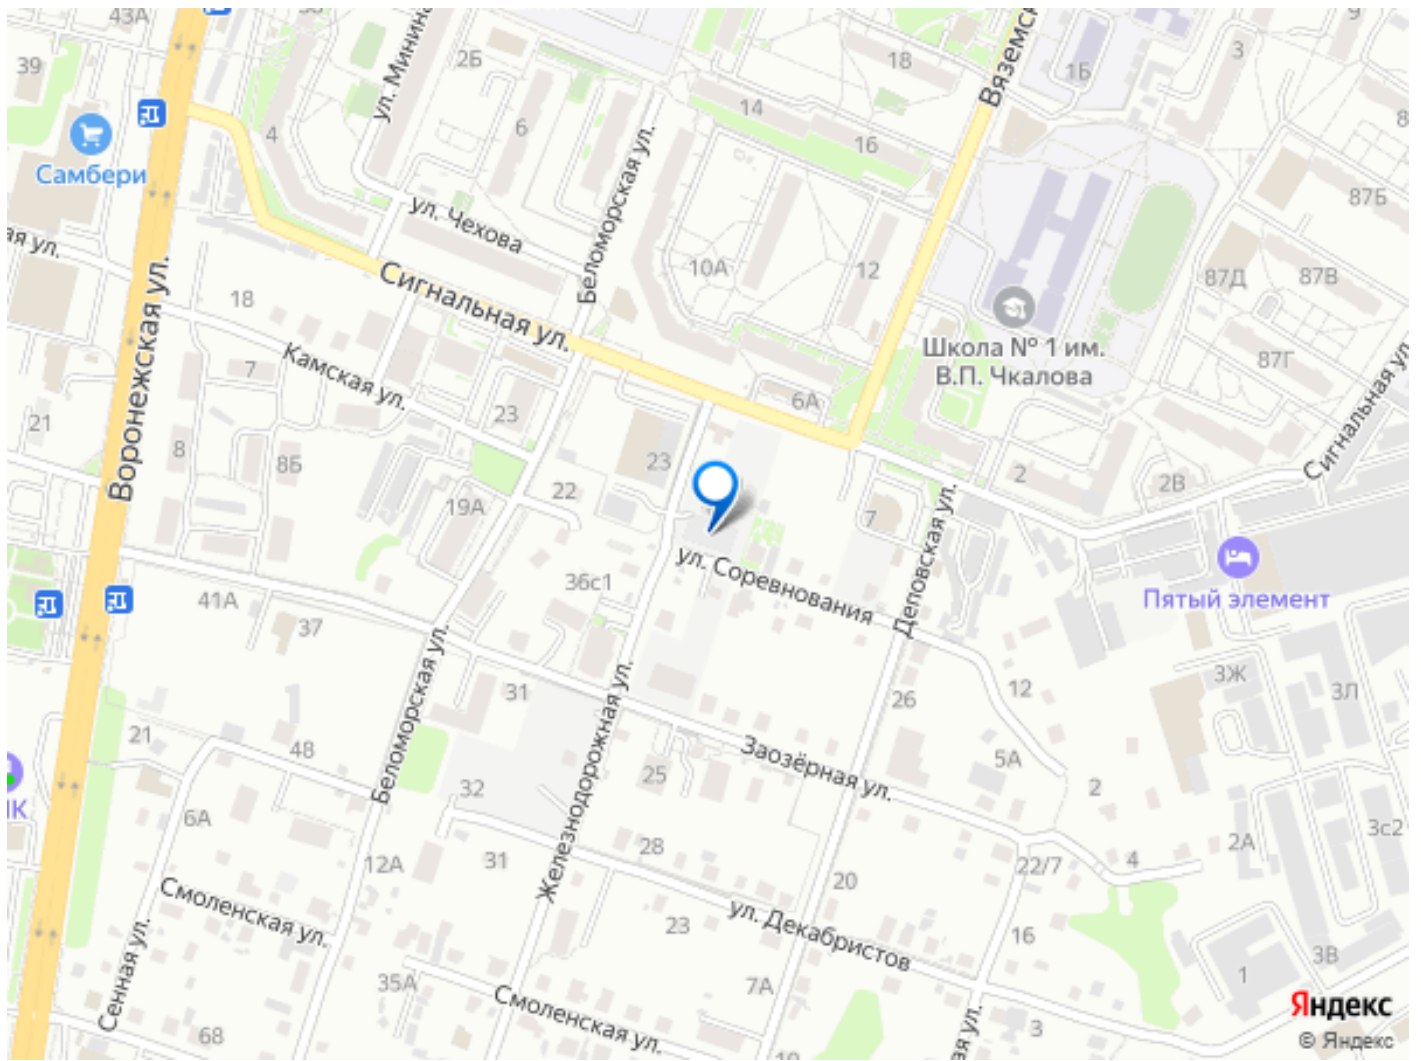 43А
39
Самбери
ул. Минина
2Б
6
4
18
14
16
Вяземск
1Б
3
9
8
87Б
87Д
87В
87Г
Беломорская ул.
ул. Чехова
ая ул.
10А
12
Школа № 1 им.
В.П. Чкалова
Сигнальная ул.
Сигнальная ул.
18
7
Камская ул.
Воронежская ул.
21
8
8Б
23
6А
23
22
19А
2
2В
7
ул. Соревнования
Деповская ул.
Пятый элемент
36с1
41А
37
31
Беломорская ул.
Железнодорожная ул.
26
12
3Ж
3Л
21
48
1К
6А
32
25
Заозёрная ул.
5А
2
2А
3с2
12А
31
28
22/7
4
20
Смоленская ул.
ул. Декабристов
23
16
Сенная ул.
35А
7А
1
3В
68
Смоленская ул.
3
ая ул.
Яндекс
© Яндекс